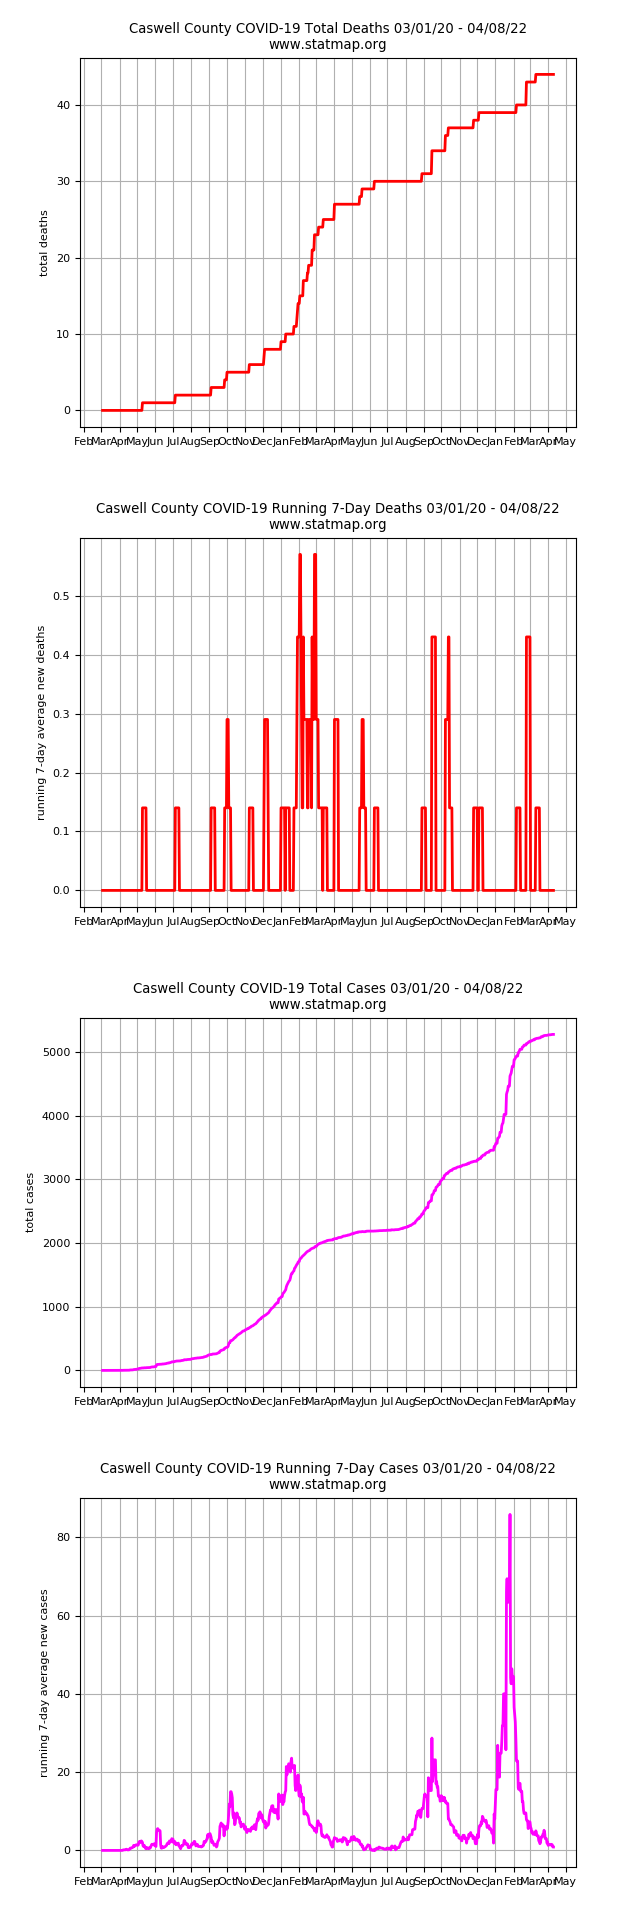 Caswell County COVID-19 Total Deaths 03/01/20 - 04/08/22
www.statmap.org
40
30
20
10
0
total deaths
Feb Mar Apr May Jun Jul Aug Sep Oct Nov Dec Jan Feb Mar Apr May Jun Jul Aug Sep Oct Nov Dec Jan Feb Mar Apr May
Caswell County COVID-19 Running 7-Day Deaths 03/01/20 - 04/08/22
www.statmap.org
0.5
0.4
0.3
0.2
0.1
0.0
running 7-day average new deaths
Feb Mar Apr May Jun Jul Aug Sep Oct Nov Dec Jan Feb Mar Apr May Jun Jul Aug Sep Oct Nov Dec Jan Feb Mar Apr May
Caswell County COVID-19 Total Cases 03/01/20 - 04/08/22
www.statmap.org
5000
4000
3000
2000
1000
0
total cases
Feb Mar Apr May Jun Jul Aug Sep Oct Nov Dec Jan Feb Mar Apr May Jun Jul Aug Sep Oct Nov Dec Jan Feb Mar Apr May
Caswell County COVID-19 Running 7-Day Cases 03/01/20 - 04/08/22
www.statmap.org
80
60
40
20
0
running 7-day average new cases
Feb Mar Apr May Jun Jul Aug Sep Oct Nov Dec Jan Feb Mar Apr May Jun Jul Aug Sep Oct Nov Dec Jan Feb Mar Apr May